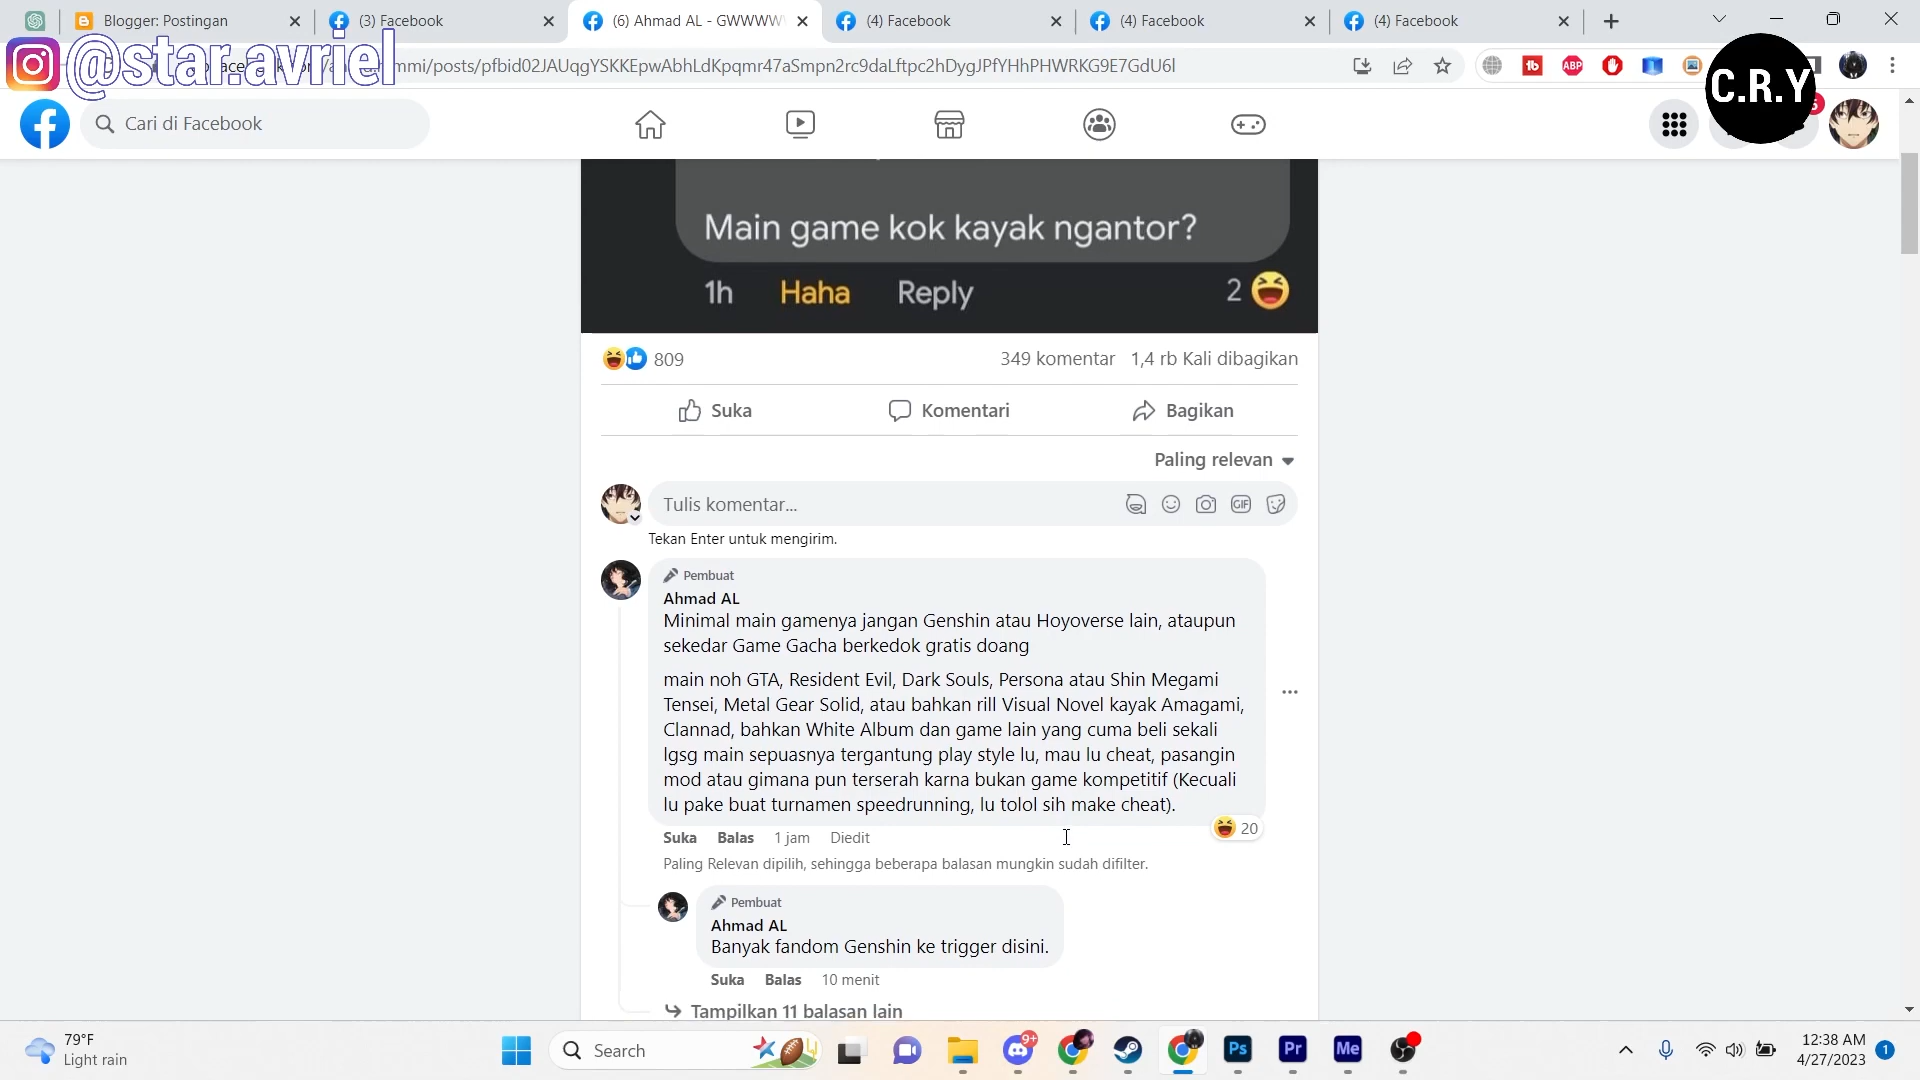 Blogger: Postingan
(3) Facebook
(6) Ahmad AL - GWWWW
(4) Facebook
(4) Facebook
(4) Facebook
@star.avriel
mmi/posts/pfbid02JAUqgYSKKEpwAbhLdKpqmr47aSmpn2rc9daLftpc2hDygJPfYHhPHWRKG9E7GdU6l
ABP
C.R.Y
Cari di Facebook
Main game kok kayak ngantor?
1h Haha Reply 2
809 349 komentar 1,4 rb Kali dibagikan
Suka Komentari Bagikan
Paling relevan
Tulis komentar...
GIF
Tekan Enter untuk mengirim.
Pembuat
Ahmad AL
Minimal main gamenya jangan Genshin atau Hoyoverse lain, ataupun
sekedar Game Gacha berkedok gratis doang
main noh GTA, Resident Evil, Dark Souls, Persona atau Shin Megami
Tensei, Metal Gear Solid, atau bahkan rill Visual Novel kayak Amagami,
Clannad, bahkan White Album dan game lain yang cuma beli sekali
lgsg main sepuasnya tergantung play style lu, mau lu cheat, pasangin
mod atau gimana pun terserah karna bukan game kompetitif (Kecuali
lu pake buat turnamen speedrunning, lu tolol sih make cheat).
20
Suka Balas 1 jam Diedit
Paling Relevan dipilih, sehingga beberapa balasan mungkin sudah difilter.
Pembuat
Ahmad AL
Banyak fandom Genshin ke trigger disini.
Suka Balas 10 menit
Tampilkan 11 balasan lain
79°F
Light rain
Search
9+
Ps
Pr
Me
12:38 AM
4/27/2023
1